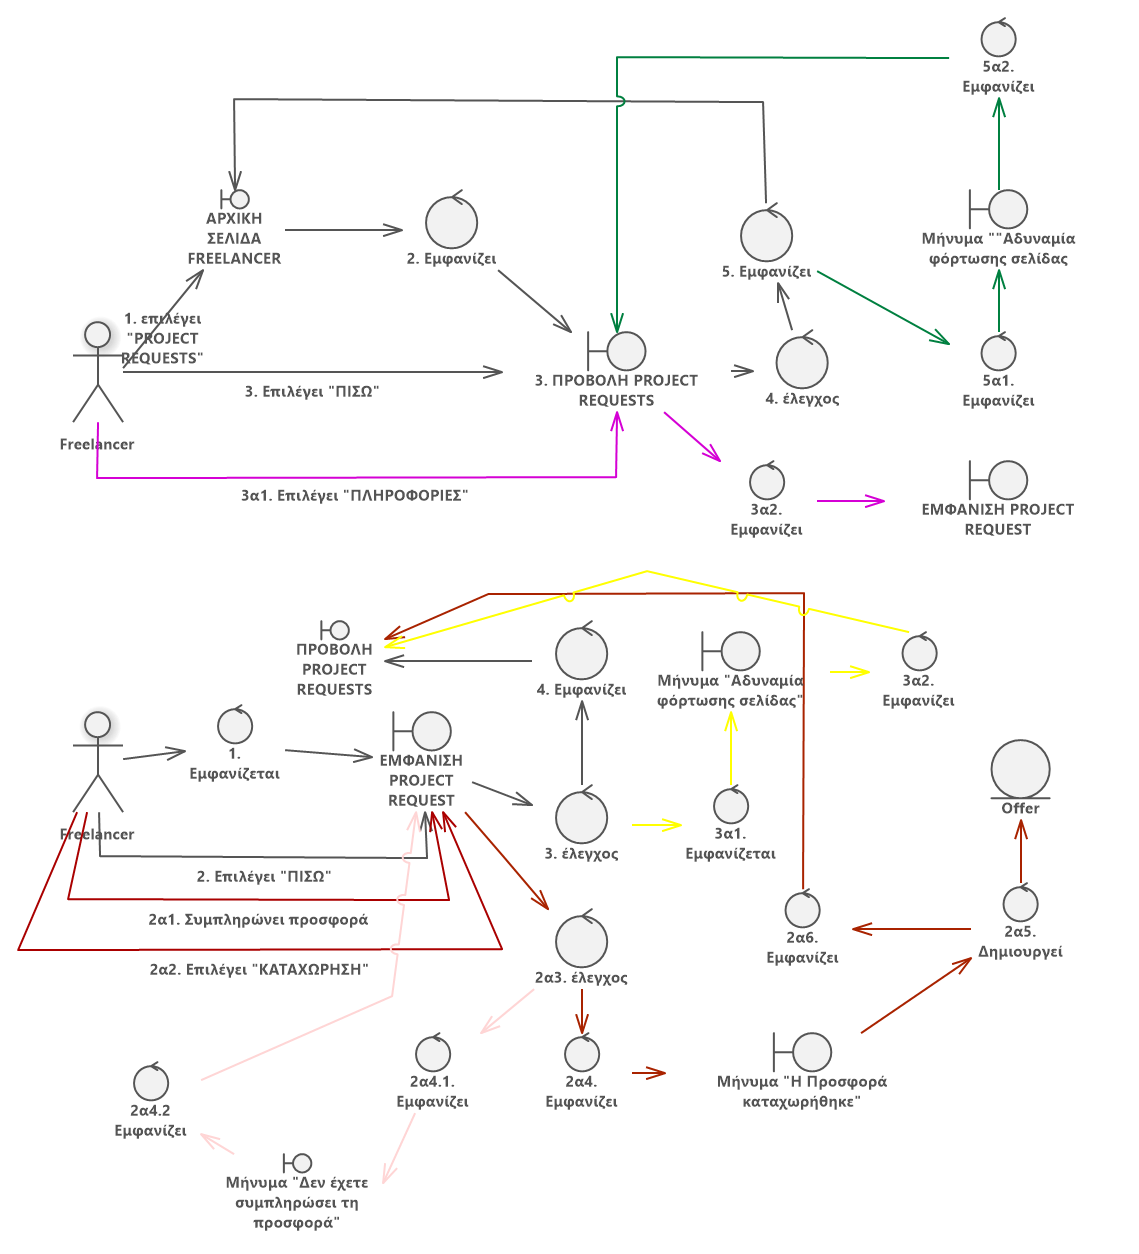 5α2.
Εμφανίζει
ΑΡΧΙΚΗ
ΣΕΛΙΔΑ
FREELANCER
2. Εμφανίζει
5. Εμφανίζει
Μήνυμα ""Αδυναμία
φόρτωσης σελίδας
1. επιλέγει
"PROJECT
REQUESTS"
3. Επιλέγει "ΠΙΣΩ"
3. ΠΡΟΒΟΛΗ PROJECT
REQUESTS
4. έλεγχος
5α1.
Εμφανίζει
Freelancer
3α1. Επιλέγει "ΠΛΗΡΟΦΟΡΙΕΣ"
3α2.
Εμφανίζει
ΕΜΦΑΝΙΣΗ PROJECT
REQUEST
ΠΡΟΒΟΛΗ
PROJECT
REQUESTS
4. Εμφανίζει
Μήνυμα "Αδυναμία
φόρτωσης σελίδας"
3α2.
Εμφανίζει
1.
Εμφανίζεται
ΕΜΦΑΝΙΣΗ
PROJECT
REQUEST
Freelancer
3. έλεγχος
3α1.
Εμφανίζεται
Offer
2. Επιλέγει "ΠΙΣΩ"
2α1. Συμπληρώνει προσφορά
2α2. Επιλέγει "ΚΑΤΑΧΩΡΗΣΗ"
2α3. έλεγχος
2α6.
Εμφανίζει
2α5.
Δημιουργεί
2α4.2
Εμφανίζει
2α4.1.
Εμφανίζει
2α4.
Εμφανίζει
Μήνυμα "Η Προσφορά
καταχωρήθηκε"
Μήνυμα "Δεν έχετε
συμπληρώσει τη
προσφορά"